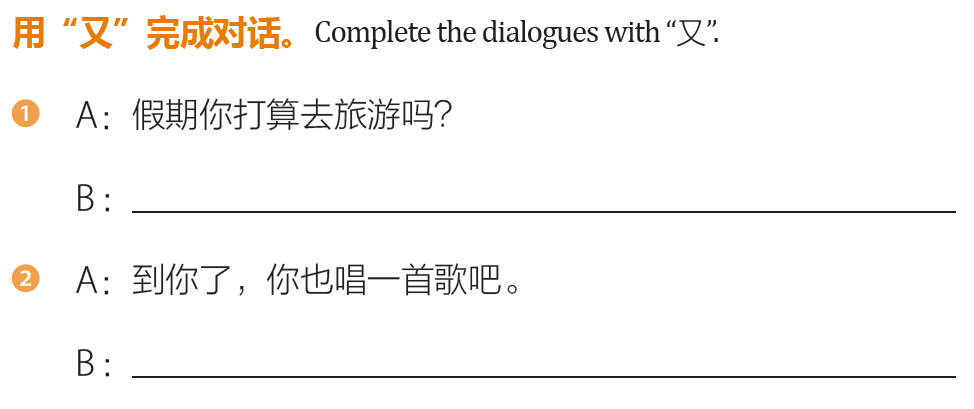 用“又”完成对话。 Complete the dialogues with “又”.
1 A: 假期你打算去旅游吗?
B:
2 A: 到你了,你也唱一首歌吧。
B: